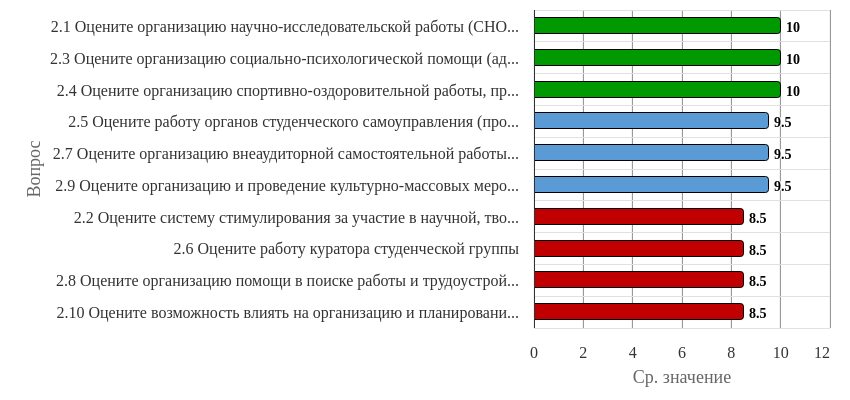 2.1 Оцените организацию научно-исследовательской работы (СНО... 10
2.3 Оцените организацию социально-психологической помощи (ад... 10
2.4 Оцените организацию спортивно-оздоровительной работы, пр... 10
2.5 Оцените работу органов студенческого самоуправления (про... 9.5
2.7 Оцените организацию внеаудиторной самостоятельной работы... 9.5
2.9 Оцените организацию и проведение культурно-массовых меро... 9.5
2.2 Оцените систему стимулирования за участие в научной, тво... 8.5
2.6 Оцените работу куратора студенческой группы 8.5
2.8 Оцените организацию помощи в поиске работы и трудоустрой... 8.5
2.10 Оцените возможность влиять на организацию и планировани... 8.5
Вопрос
0 2 4 6 8 10 12
Ср. значение